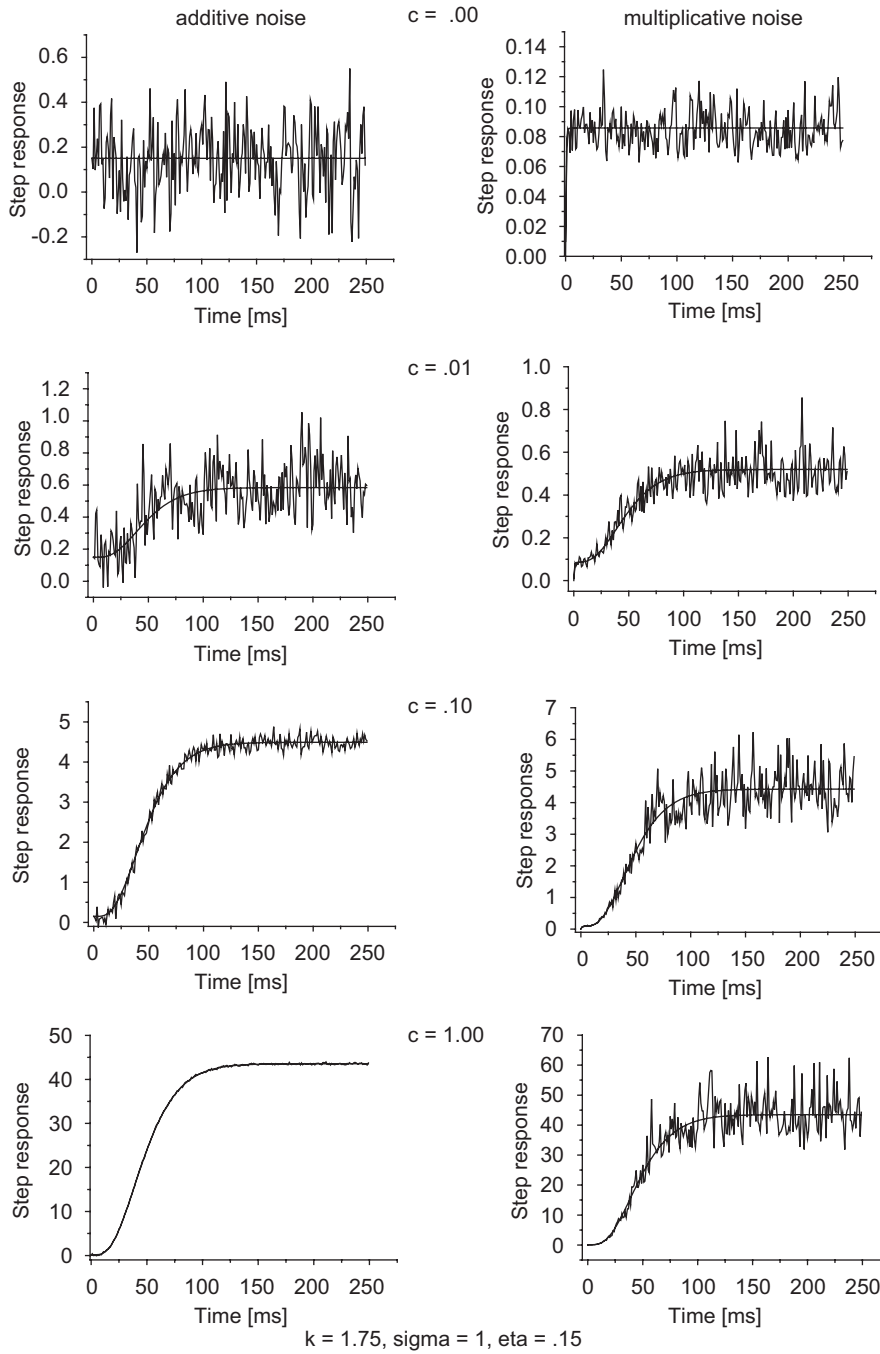 additive noise
c = .00
multiplicative noise
Step response
0.6
0.4
0.2
0.0
-0.2
0 50 100 150 200 250
Time [ms]
Step response
0.14
0.12
0.10
0.08
0.06
0.04
0.02
0.00
0 50 100 150 200 250
Time [ms]
c = .01
Step response
1.2
1.0
0.8
0.6
0.4
0.2
0.0
0 50 100 150 200 250
Time [ms]
Step response
1.0
0.8
0.6
0.4
0.2
0.0
0 50 100 150 200 250
Time [ms]
c = .10
Step response
5
4
3
2
1
0
0 50 100 150 200 250
Time [ms]
Step response
7
6
5
4
3
2
1
0
0 50 100 150 200 250
Time [ms]
c = 1.00
Step response
50
40
30
20
10
0
0 50 100 150 200 250
Time [ms]
Step response
70
60
50
40
30
20
10
0
0 50 100 150 200 250
Time [ms]
k = 1.75, sigma = 1, eta = .15